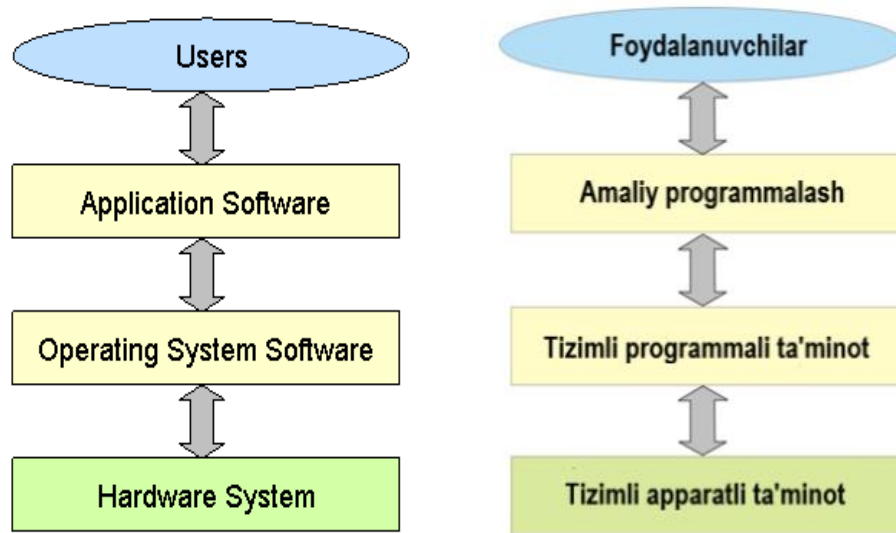 Users
Application Software
Operating System Software
Hardware System
Foydalanuvchilar
Amaliy programmalash
Tizimli programmali ta'minot
Tizimli apparatli ta'minot